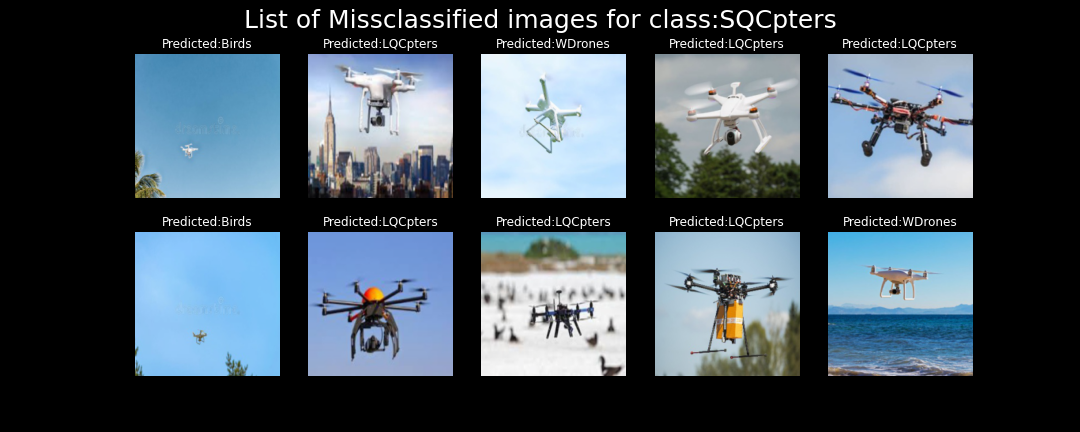 List of Missclassified images for class:SQCpters
Predicted:Birds
Predicted:LQCpters
Predicted:WDrones
Predicted:LQCpters
Predicted:LQCpters
Predicted:Birds
Predicted:LQCpters
Predicted:LQCpters
Predicted:LQCpters
Predicted:WDrones